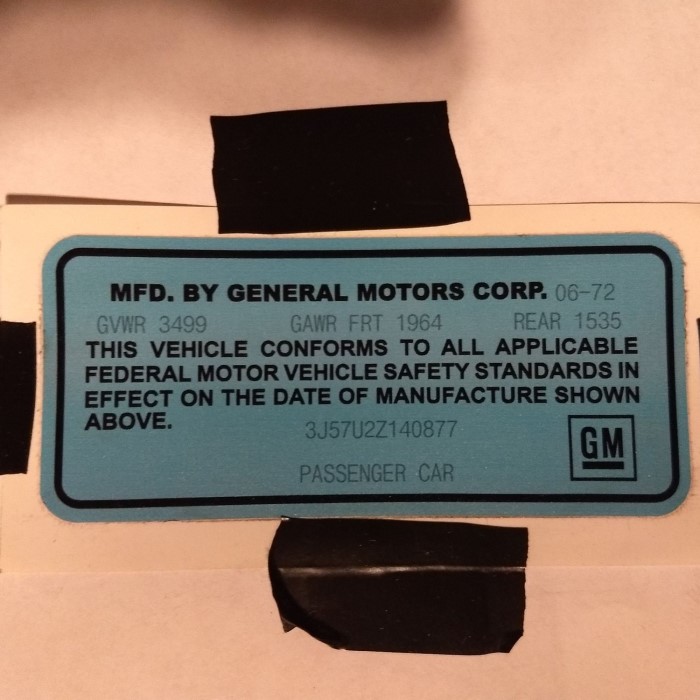 MFD. BY GENERAL MOTORS CORP. 06-72
GVWR 3499 GAWR FRT 1964 REAR 1535
THIS VEHICLE CONFORMS TO ALL APPLICABLE
FEDERAL MOTOR VEHICLE SAFETY STANDARDS IN
EFFECT ON THE DATE OF MANUFACTURE SHOWN
ABOVE.
3J57U2Z140877
GM
PASSENGER CAR